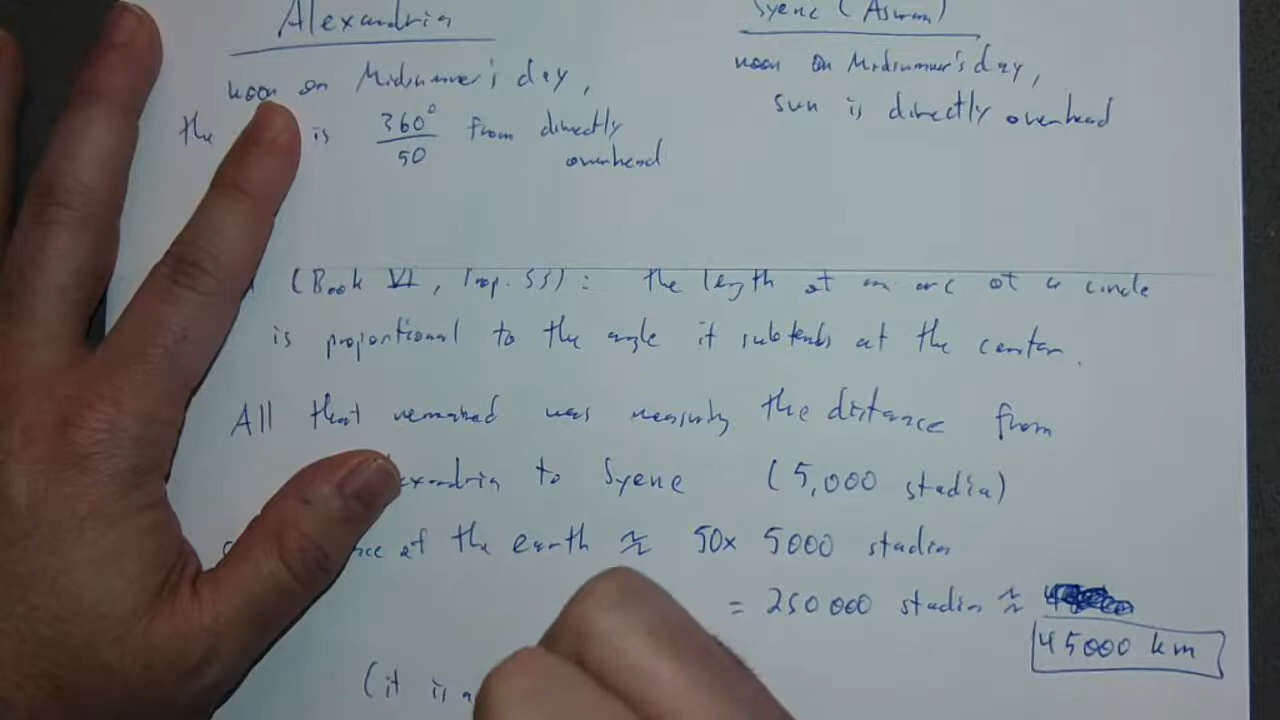 Alexandria
noon on Midsummer's day,
the is 360°/50 from directly
overhead
Syene (Aswan)
noon on Midsummer's day,
sun is directly overhead
(Book VI, Prop. 33): the length of an arc of a circle
is proportional to the angle it subtends at the center.
All that remained was measuring the distance from
exandria to Syene (5,000 stadia)
nce of the earth ≈ 50x 5000 stadia
= 250000 stadia ≈
45000 km
(it is a